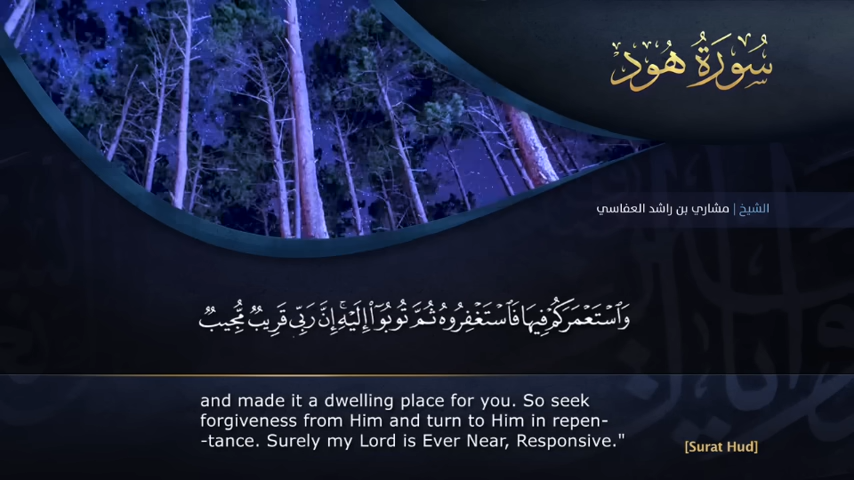 سُورَةُ هُود
الشيخ | مشاري بن راشد العفاسي
وَٱسۡتَعۡمَرَكُمۡ فِيهَا فَٱسۡتَغۡفِرُوهُ ثُمَّ تُوبُوٓاْ إِلَيۡهِۚ إِنَّ رَبِّي قَرِيبٞ مُّجِيبٞ
and made it a dwelling place for you. So seek
forgiveness from Him and turn to Him in repen-
-tance. Surely my Lord is Ever Near, Responsive."
[Surat Hud]